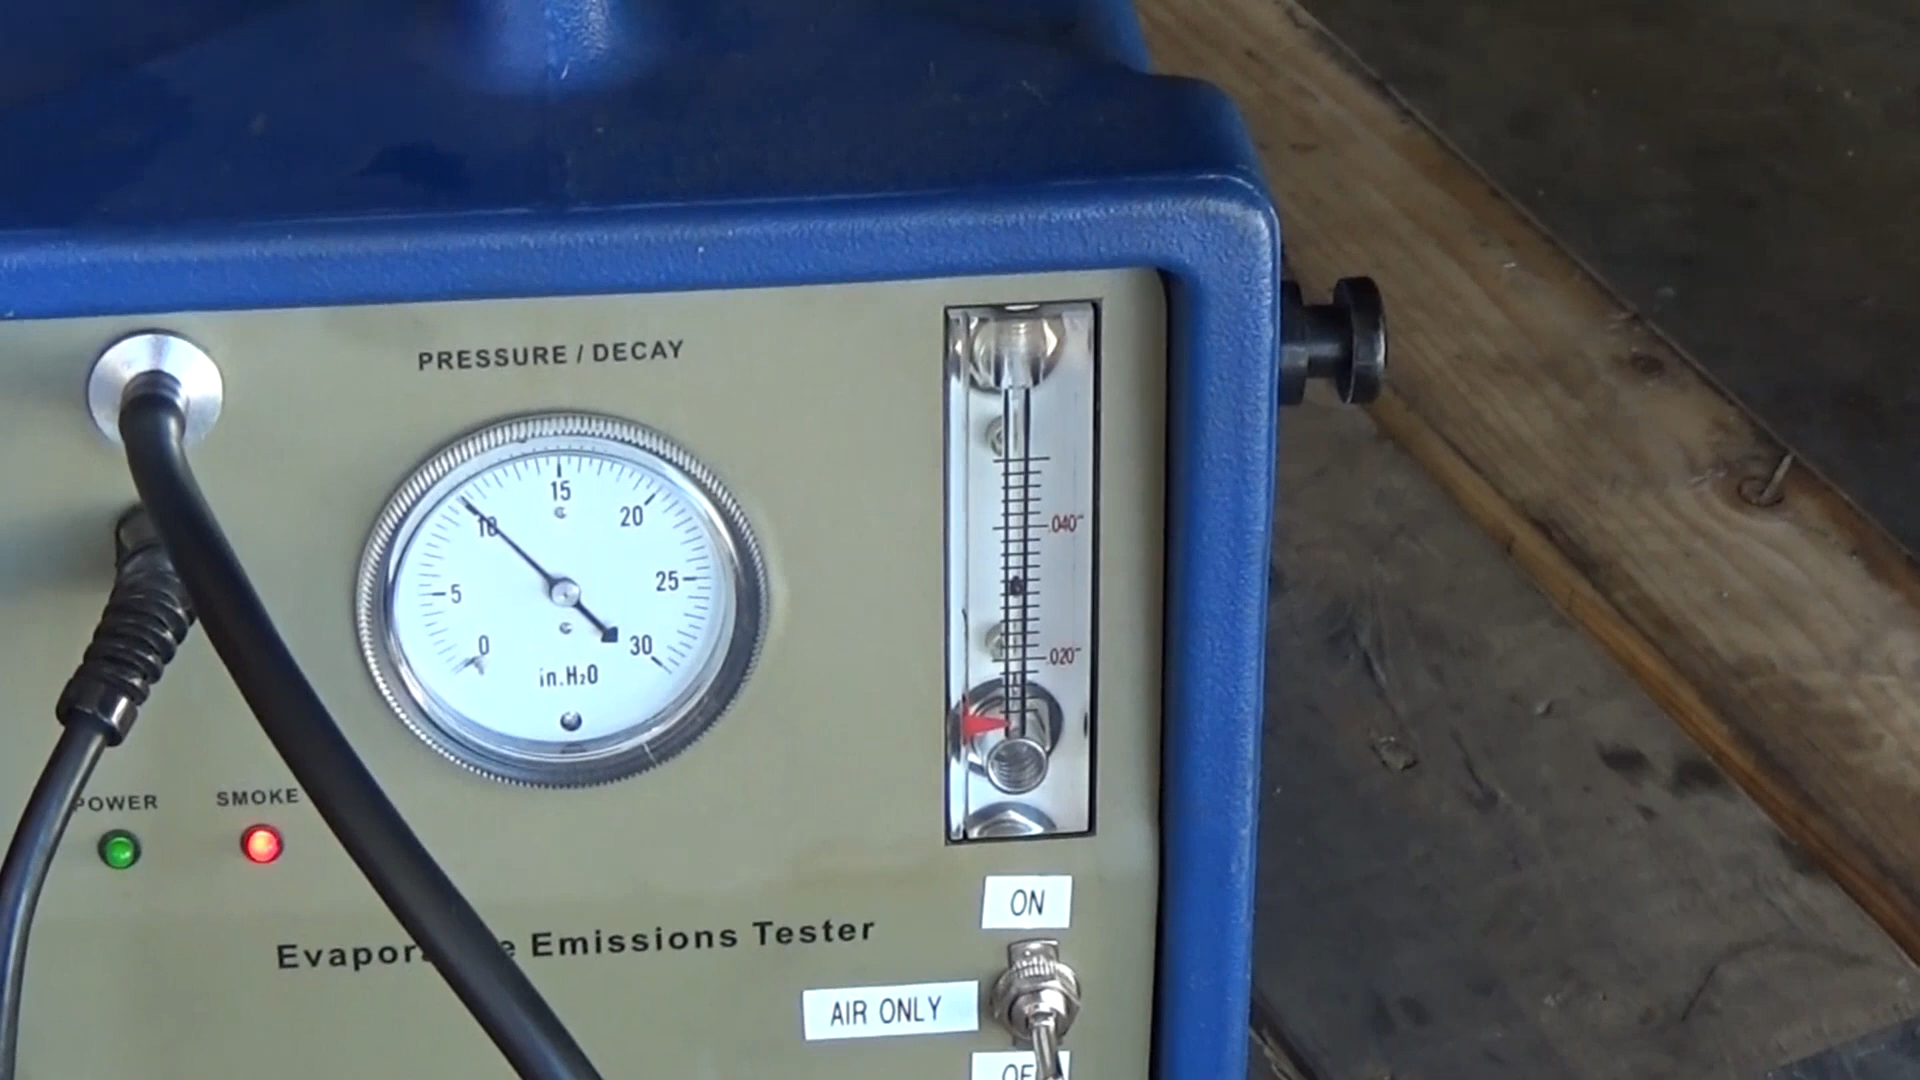 PRESSURE / DECAY
15
10
20
5
25
0
30
in.H₂O
.040"
.020"
POWER
SMOKE
Emissions Tester
ON
AIR ONLY